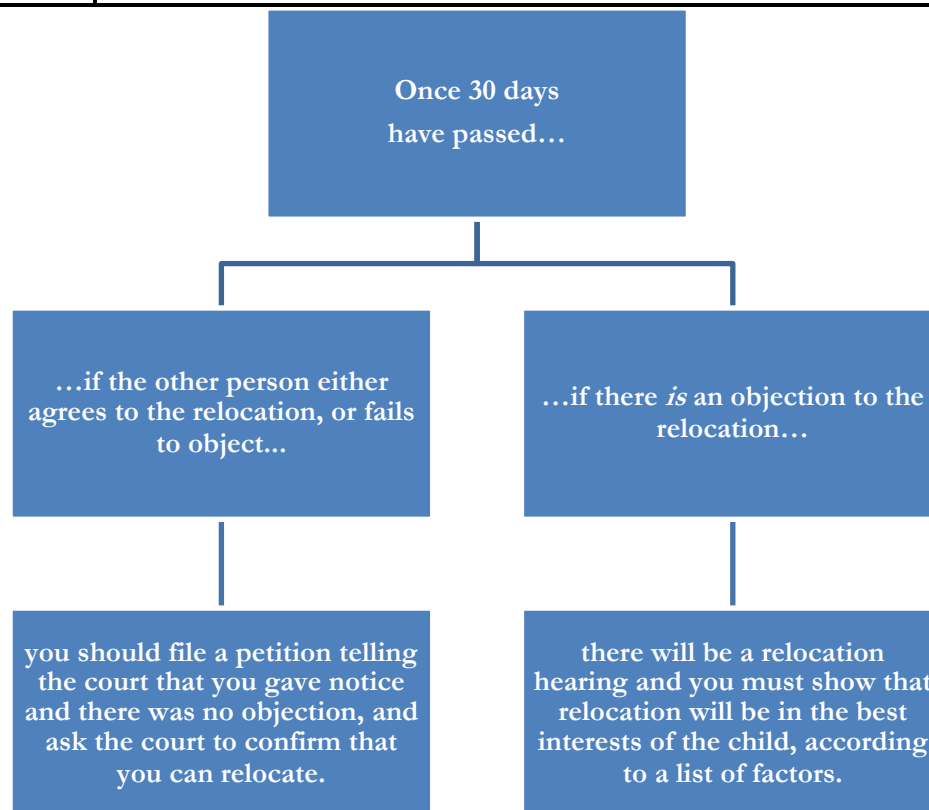 Once 30 days
have passed…
…if the other person either
agrees to the relocation, or fails
to object...
…if there is an objection to the
relocation…
you should file a petition telling
the court that you gave notice
and there was no objection, and
ask the court to confirm that
you can relocate.
there will be a relocation
hearing and you must show that
relocation will be in the best
interests of the child, according
to a list of factors.